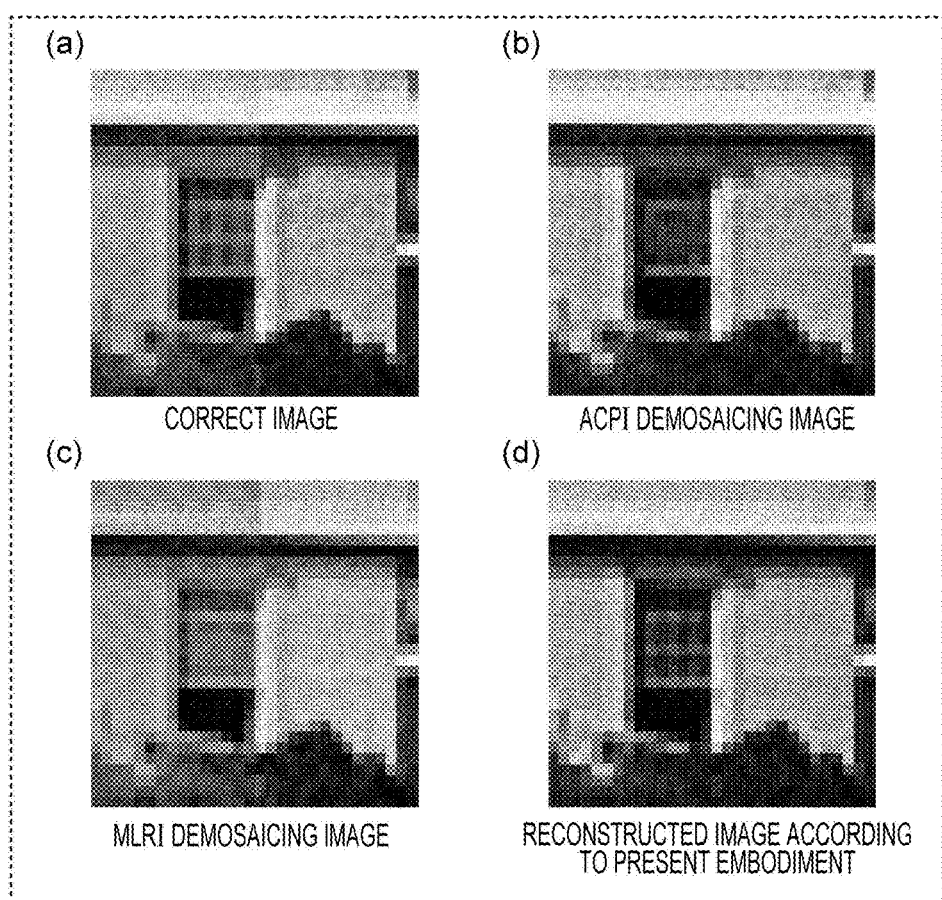 (a)
(b)
CORRECT IMAGE
ACPI DEMOSAICING IMAGE
(c)
(d)
MLRI DEMOSAICING IMAGE
RECONSTRUCTED IMAGE ACCORDING
TO PRESENT EMBODIMENT